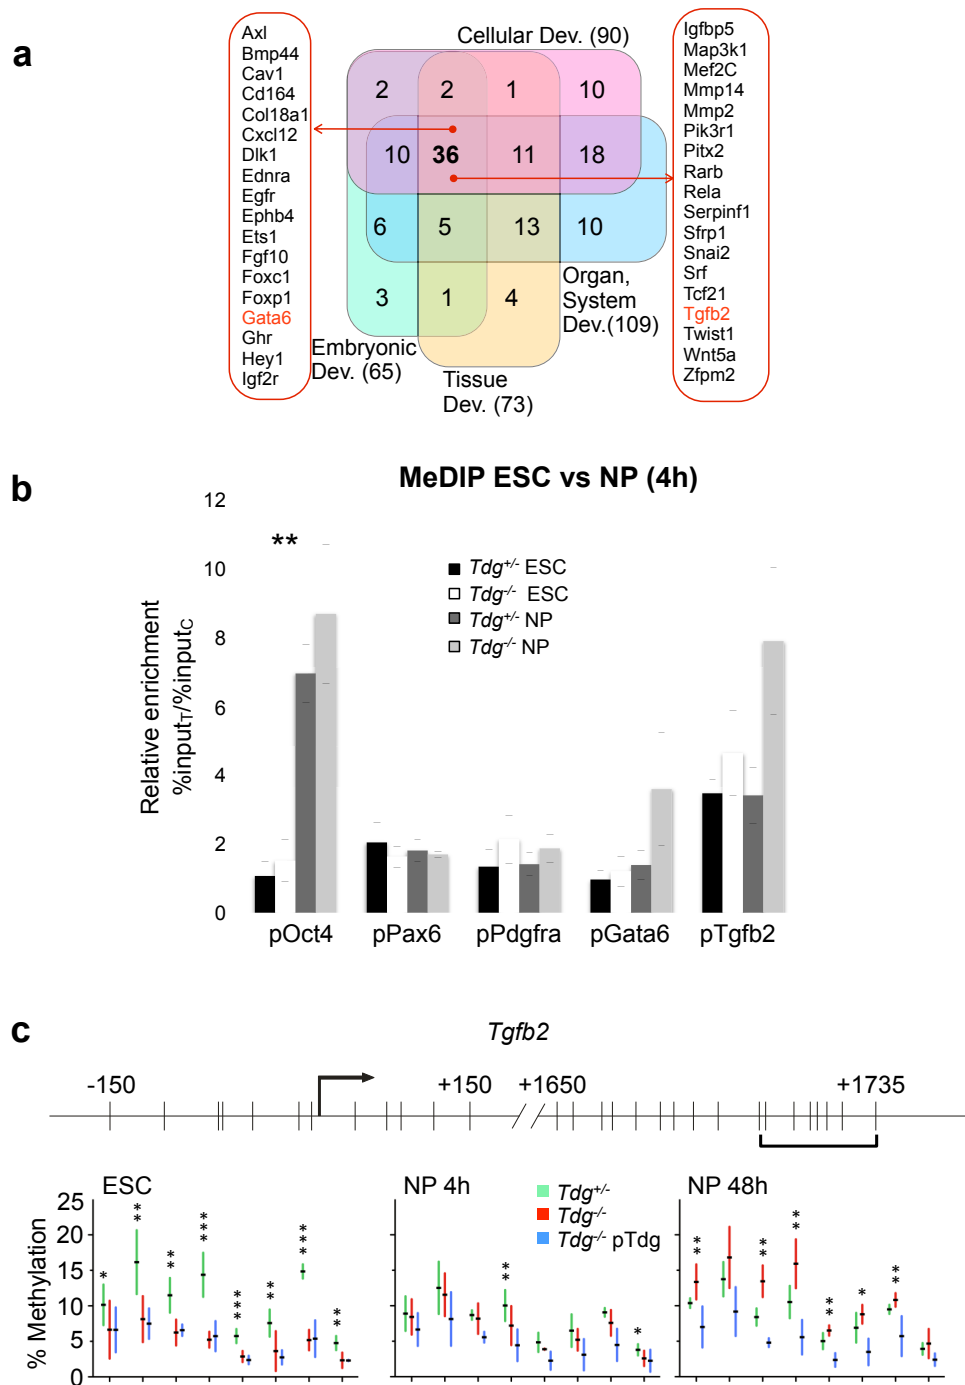 a
Axl
Bmp44
Cav1
Cd164
Col18a1
Cxcl12
Dlk1
Ednra
Egfr
Ephb4
Ets1
Fgf10
Foxc1
Foxp1
Gata6
Ghr
Hey1
Igf2r
Cellular Dev. (90)
2 2 1 10
10 36 11 18
6 5 13 10
3 1 4
Organ,
System
Dev.(109)
Embryonic
Dev. (65)
Tissue
Dev. (73)
Igfbp5
Map3k1
Mef2C
Mmp14
Mmp2
Pik3r1
Pitx2
Rarb
Rela
Serpinf1
Sfrp1
Snai2
Srf
Tcf21
Tgfb2
Twist1
Wnt5a
Zfpm2
b
MeDIP ESC vs NP (4h)
Relative enrichment
%inputT/%inputC
12
10
8
6
4
2
0
**
Tdg+/- ESC
Tdg-/- ESC
Tdg+/- NP
Tdg-/- NP
pOct4 pPax6 pPdgfra pGata6 pTgfb2
c
Tgfb2
-150 +150 +1650 +1735
% Methylation
25
20
15
10
5
0
ESC
* ** ** *** *** ** *** **
NP 4h
** *
Tdg+/-
Tdg-/-
Tdg-/- pTdg
NP 48h
** ** ** ** * **